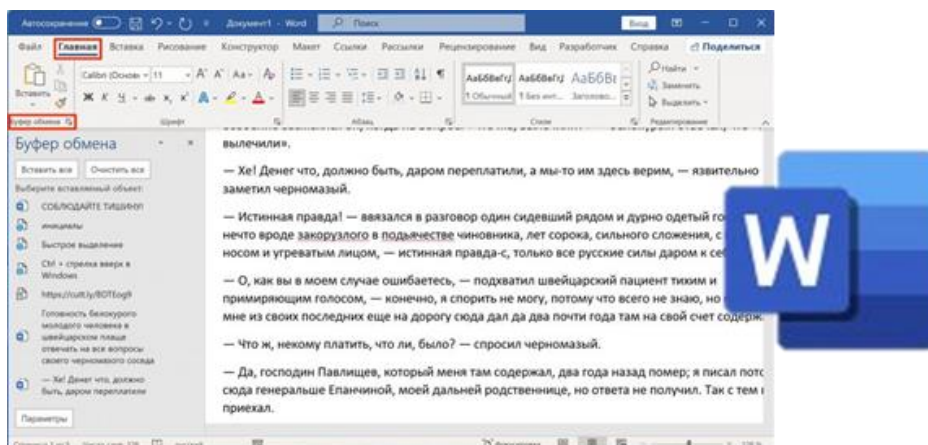 Автосохранение
Документ1 - Word
Поиск
Вход
Файл Главная Вставка Рисование Конструктор Макет Ссылки Рассылки Рецензирование Вид Разработчик Справка Поделиться
Вставить
Calibri (Основ 11 А А Aa
Ж К Ч ab x, x² А А
АаБбВвГг АаБбВвГг АаБбВг
1 Обычный 1 Без инт... Заголово...
Найти
Заменить
Выделить
Буфер обмена Шрифт Абзац Стили Редактирование
Буфер обмена
Вставить все Очистить все
Выберите вставляемый объект:
СОБЛЮДАЙТЕ ТИШИНУ!
инициалы
Быстрое выделение
Ctrl + стрелка вверх в
Windows
Готовность белокурого
молодого человека в
швейцарском плаще
отвечать на все вопросы
своего черномазого соседа
— Хе! Денег что, должно
быть, даром переплатили
Параметры
вылечили».
— Хе! Денег что, должно быть, даром переплатили, а мы-то им здесь верим, — язвительно
заметил черномазый.
— Истинная правда! — ввязался в разговор один сидевший рядом и дурно одетый го
нечто вроде закорузлого в подьячестве чиновника, лет сорока, сильного сложения, с
носом и угреватым лицом, — истинная правда-с, только все русские силы даром к себ
— О, как вы в моем случае ошибаетесь, — подхватил швейцарский пациент тихим и
примиряющим голосом, — конечно, я спорить не могу, потому что всего не знаю, но
мне из своих последних еще на дорогу сюда дал да два почти года там на свой счет содерж
— Что ж, некому платить, что ли, было? — спросил черномазый.
— Да, господин Павлищев, который меня там содержал, два года назад помер; я писал пото
сюда генеральше Епанчиной, моей дальней родственнице, но ответа не получил. Так с тем
приехал.
W